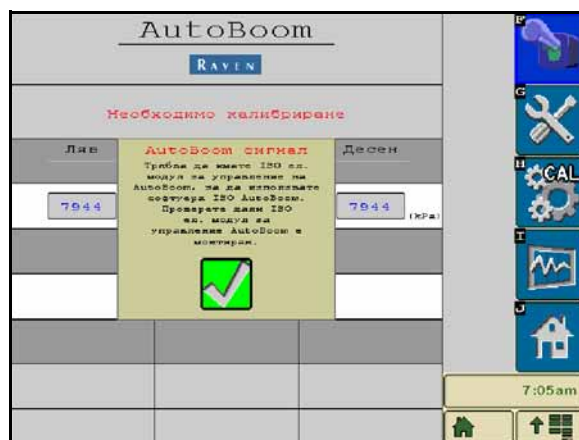 AutoBoom
RAVEN
Необходимо калибриране
Ляв
Десен
AutoBoom сигнал
Трябва да имате ISO ел.
модул за управление на
AutoBoom, за да използвате
софтуера ISO AutoBoom.
Проверете дали ISO
ел. модул за
управление AutoBoom е
монтиран.
7944
7944
(kPa)
F
G
H
CAL
I
J
7:05am